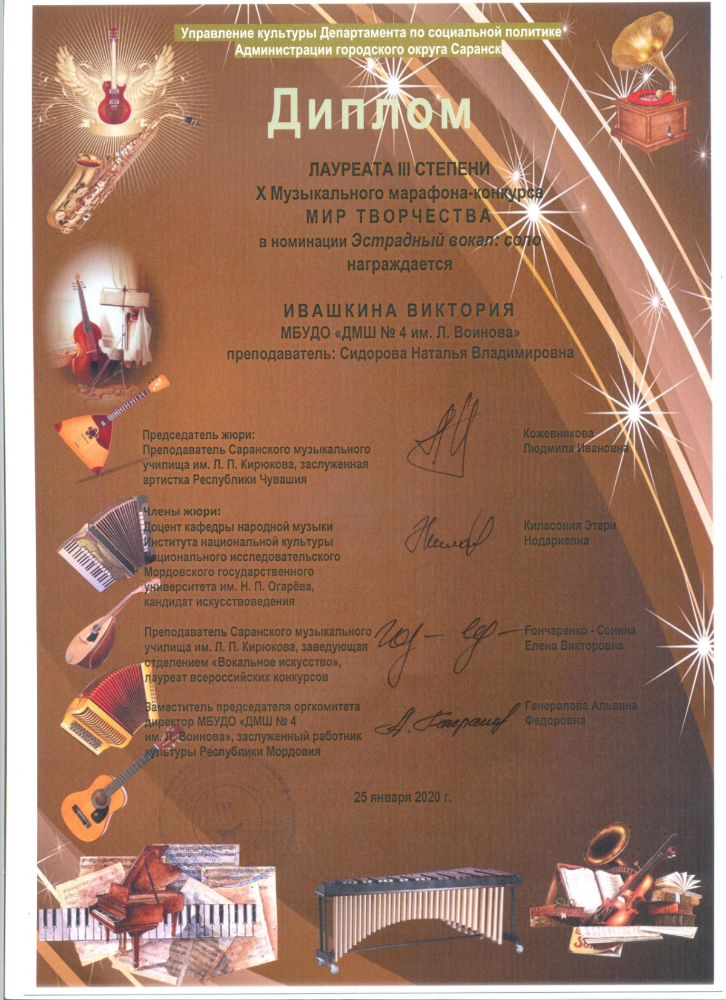 Управление культуры Департамента по социальной политике
Администрации городского округа Саранск
Диплом
ЛАУРЕАТА III СТЕПЕНИ
X Музыкального марафона-конкурса
МИР ТВОРЧЕСТВА
в номинации Эстрадный вокал: соло
награждается
ИВАШКИНА ВИКТОРИЯ
МБУДО «ДМШ № 4 им. Л. Воинова»
преподаватель: Сидорова Наталья Владимировна
Председатель жюри:
Преподаватель Саранского музыкального
училища им. Л. П. Кирюкова, заслуженная
артистка Республики Чувашия
Кожевникова
Людмила Ивановна
Члены жюри:
Доцент кафедры народной музыки
Института национальной культуры
Национального исследовательского
Мордовского государственного
университета им. Н. П. Огарёва,
кандидат искусствоведения
Киласония Этери
Нодариевна
Преподаватель Саранского музыкального
училища им. Л. П. Кирюкова, заведующая
отделением «Вокальное искусство»,
лауреат всероссийских конкурсов
Гончаренко - Сонина
Елена Викторовна
Заместитель председателя оргкомитета
директор МБУДО «ДМШ № 4
им. Л. Воинова», заслуженный работник
культуры Республики Мордовия
Генералова Альвина
Федоровна
25 января 2020 г.